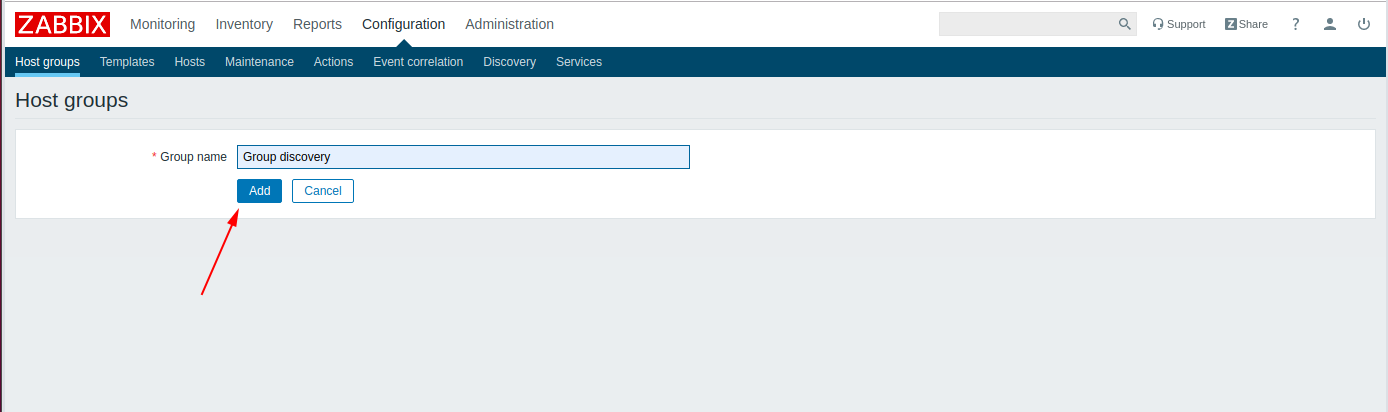 ZABBIX Monitoring Inventory Reports Configuration Administration Support Z Share ?
Host groups Templates Hosts Maintenance Actions Event correlation Discovery Services
Host groups
* Group name Group discovery
Add Cancel